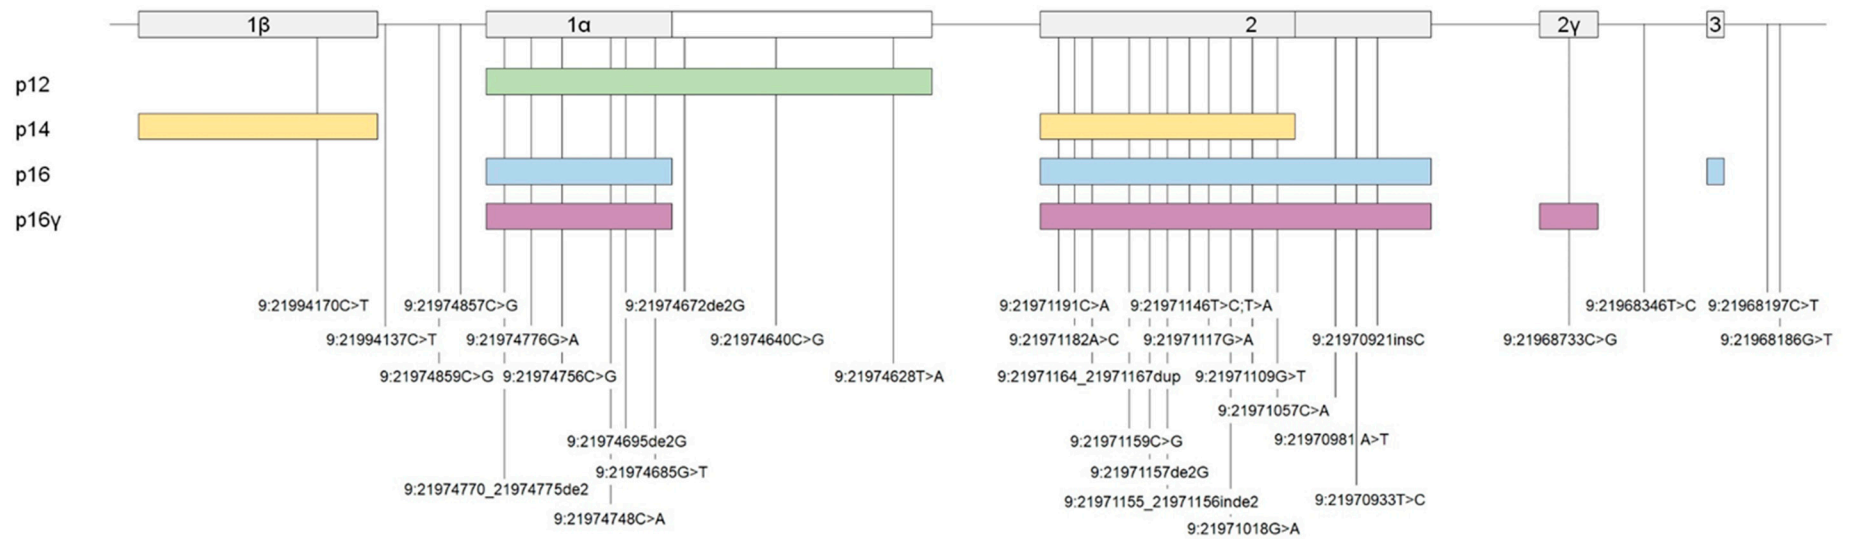 1β 1α 2 2γ 3
p12
p14
p16
p16γ
9:21994170C>T 9:21974857C>G 9:21974672de2G 9:21971191C>A 9:21971146T>C;T>A 9:21968346T>C 9:21968197C>T
9:21994137C>T 9:21974776G>A 9:21974640C>G 9:21971182A>C 9:21971117G>A 9:21970921insC 9:21968733C>G 9:21968186G>T
9:21974859C>G 9:21974756C>G 9:21974628T>A 9:21971164_21971167dup 9:21971109G>T
9:21971057C>A
9:21974695de2G 9:21971159C>G 9:21970981 A>T
9:21974685G>T 9:21971157de2G
9:21974770_21974775de2 9:21971155_21971156inde2 9:21970933T>C
9:21974748C>A 9:21971018G>A